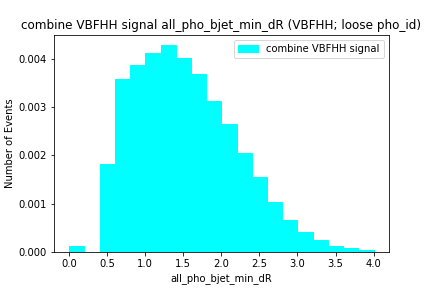 combine VBFHH signal all_pho_bjet_min_dR (VBFHH; loose pho_id)
combine VBFHH signal
Number of Events
0.004
0.003
0.002
0.001
0.000
0.0 0.5 1.0 1.5 2.0 2.5 3.0 3.5 4.0
all_pho_bjet_min_dR